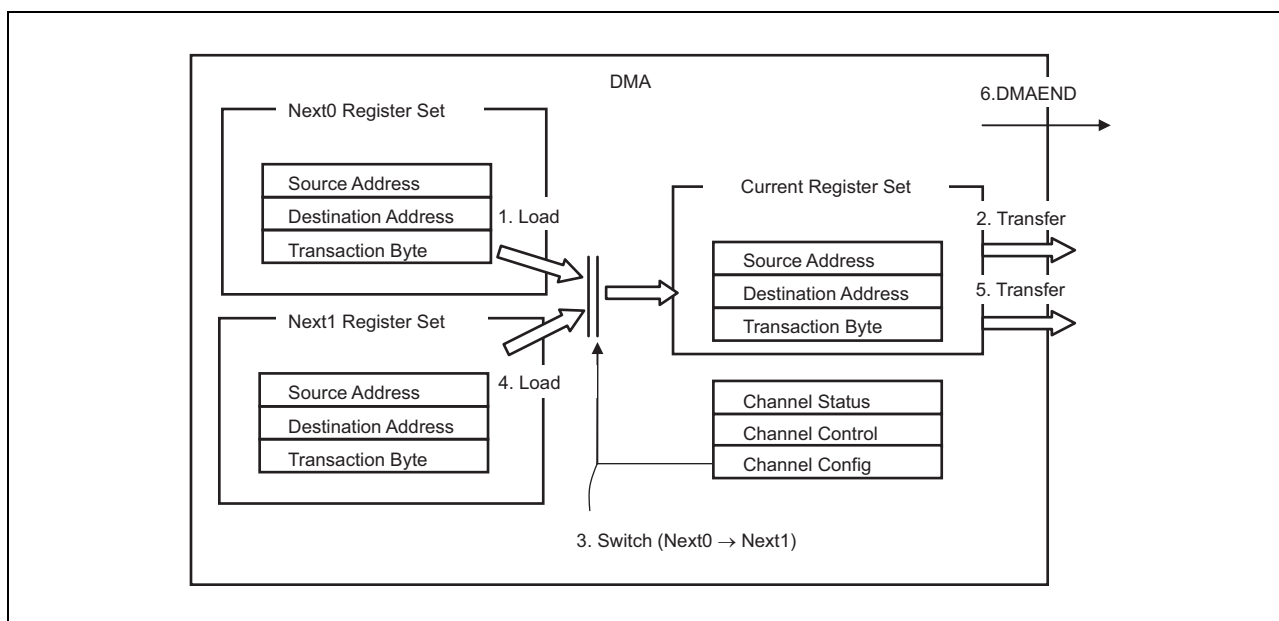 DMA
6.DMAEND
Next0 Register Set
Source Address
Destination Address
Transaction Byte
1. Load
Current Register Set
2. Transfer
Source Address
Destination Address
Transaction Byte
5. Transfer
Next1 Register Set
4. Load
Source Address
Destination Address
Transaction Byte
Channel Status
Channel Control
Channel Config
3. Switch (Next0 → Next1)